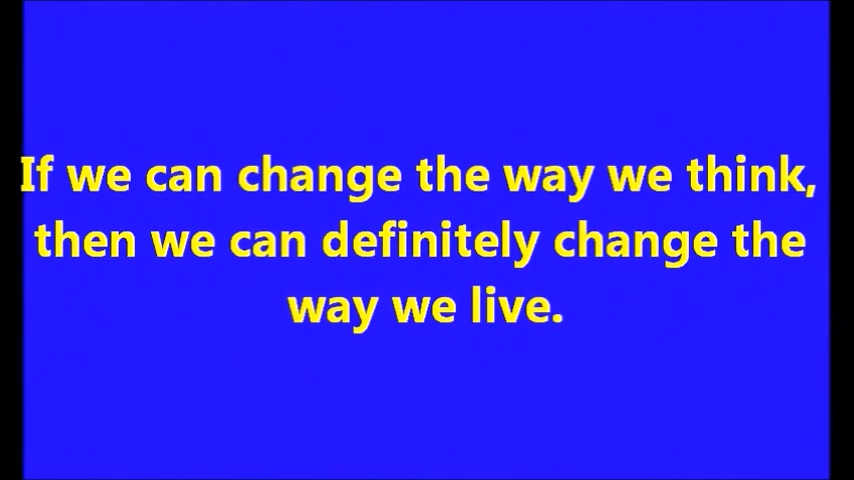 If we can change the way we think,
then we can definitely change the
way we live.